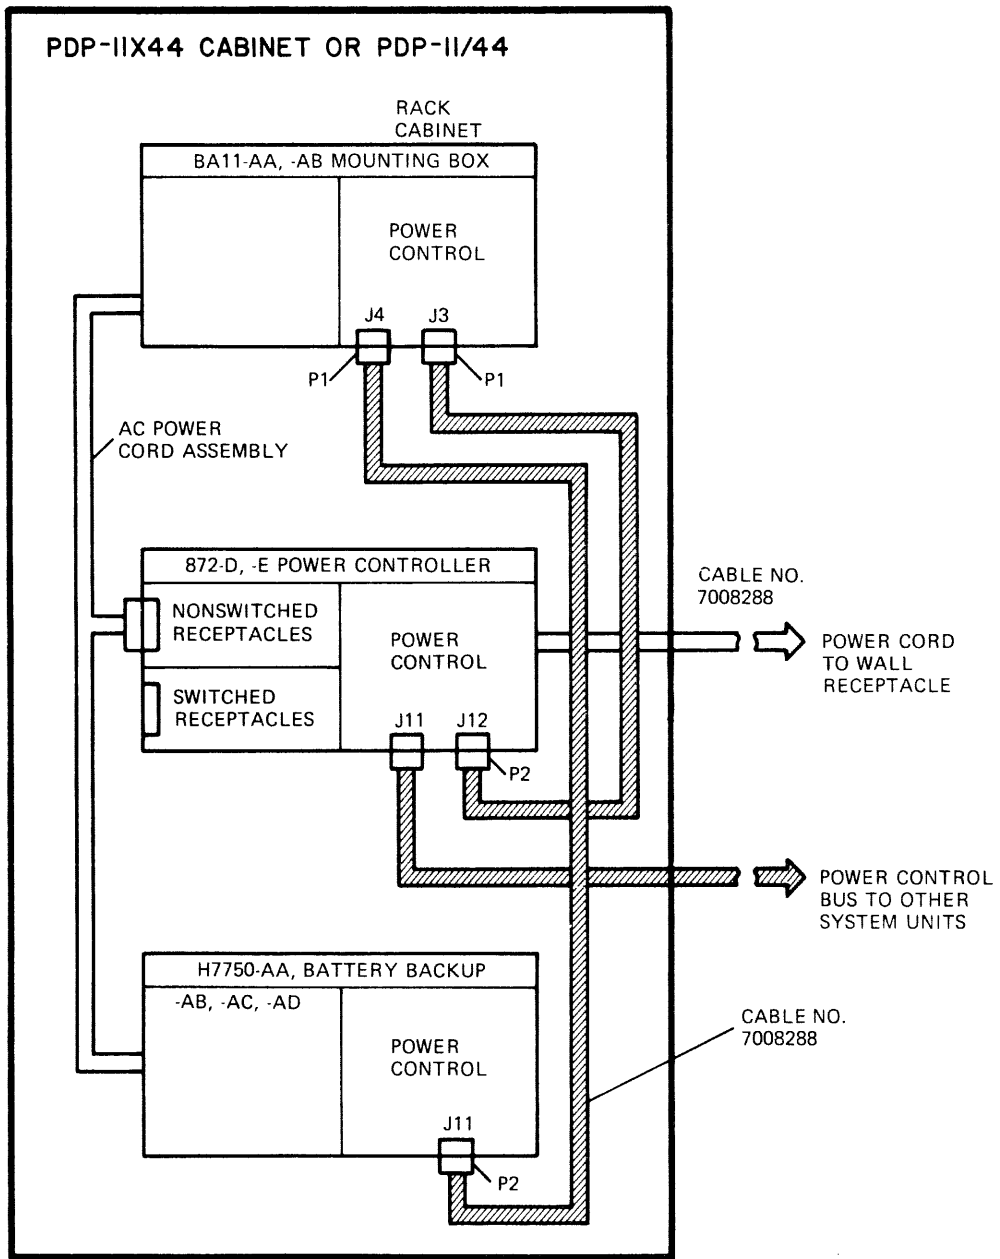 PDP-11X44 CABINET OR PDP-11/44
RACK
CABINET
BA11-AA, -AB MOUNTING BOX
POWER
CONTROL
J4
J3
P1
P1
AC POWER
CORD ASSEMBLY
872-D, -E POWER CONTROLLER
NONSWITCHED
RECEPTACLES
POWER
CONTROL
SWITCHED
RECEPTACLES
J11
J12
P2
CABLE NO.
7008288
POWER CORD
TO WALL
RECEPTACLE
POWER CONTROL
BUS TO OTHER
SYSTEM UNITS
H7750-AA, BATTERY BACKUP
-AB, -AC, -AD
POWER
CONTROL
J11
P2
CABLE NO.
7008288